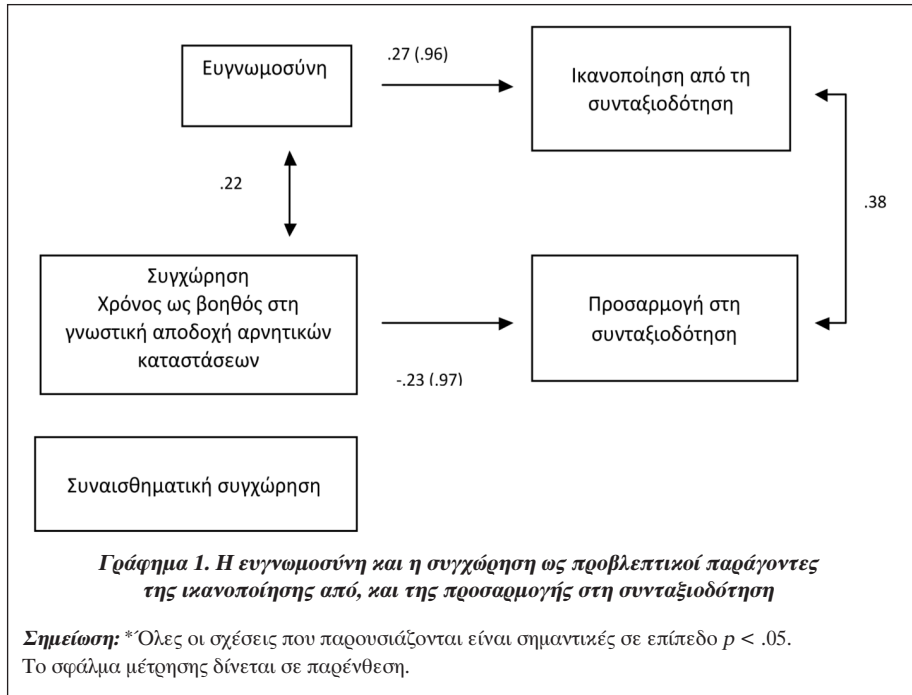 .27 (.96)
Ευγνωμοσύνη
Ικανοποίηση από τη
συνταξιοδότηση
.22
.38
Συγχώρηση
Χρόνος ως βοηθός στη
γνωστική αποδοχή αρνητικών
καταστάσεων
Προσαρμογή στη
συνταξιοδότηση
-.23 (.97)
Συναισθηματική συγχώρηση
Γράφημα 1. Η ευγνωμοσύνη και η συγχώρηση ως προβλεπτικοί παράγοντες
της ικανοποίησης από, και της προσαρμογής στη συνταξιοδότηση
Σημείωση: *Όλες οι σχέσεις που παρουσιάζονται είναι σημαντικές σε επίπεδο p < .05.
Το σφάλμα μέτρησης δίνεται σε παρένθεση.